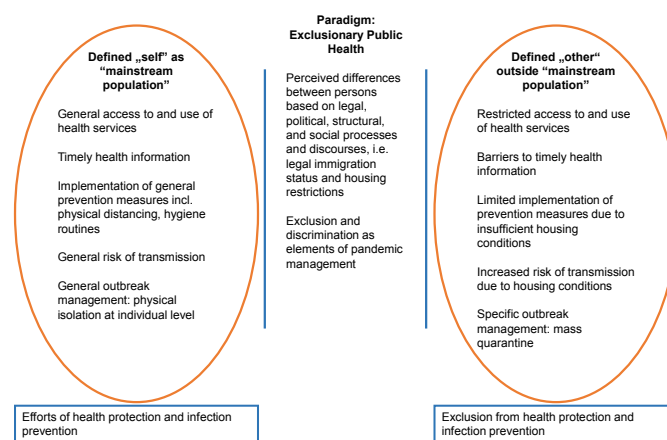 Defined „self” as
“mainstream
population”
General access to and use of
health services
Timely health information
Implementation of general
prevention measures incl.
physical distancing, hygiene
routines
General risk of transmission
General outbreak
management: physical
isolation at individual level
Efforts of health protection and infection
prevention
Paradigm:
Exclusionary Public
Health
Perceived differences
between persons
based on legal,
political, structural,
and social processes
and discourses, i.e.
legal immigration
status and housing
restrictions
Exclusion and
discrimination as
elements of pandemic
management
Defined „other“
outside “mainstream
population”
Restricted access to and use
of health services
Barriers to timely health
information
Limited implementation of
prevention measures due to
insufficient housing
conditions
Increased risk of transmission
due to housing conditions
Specific outbreak
management: mass
quarantine
Exclusion from health protection and
infection prevention